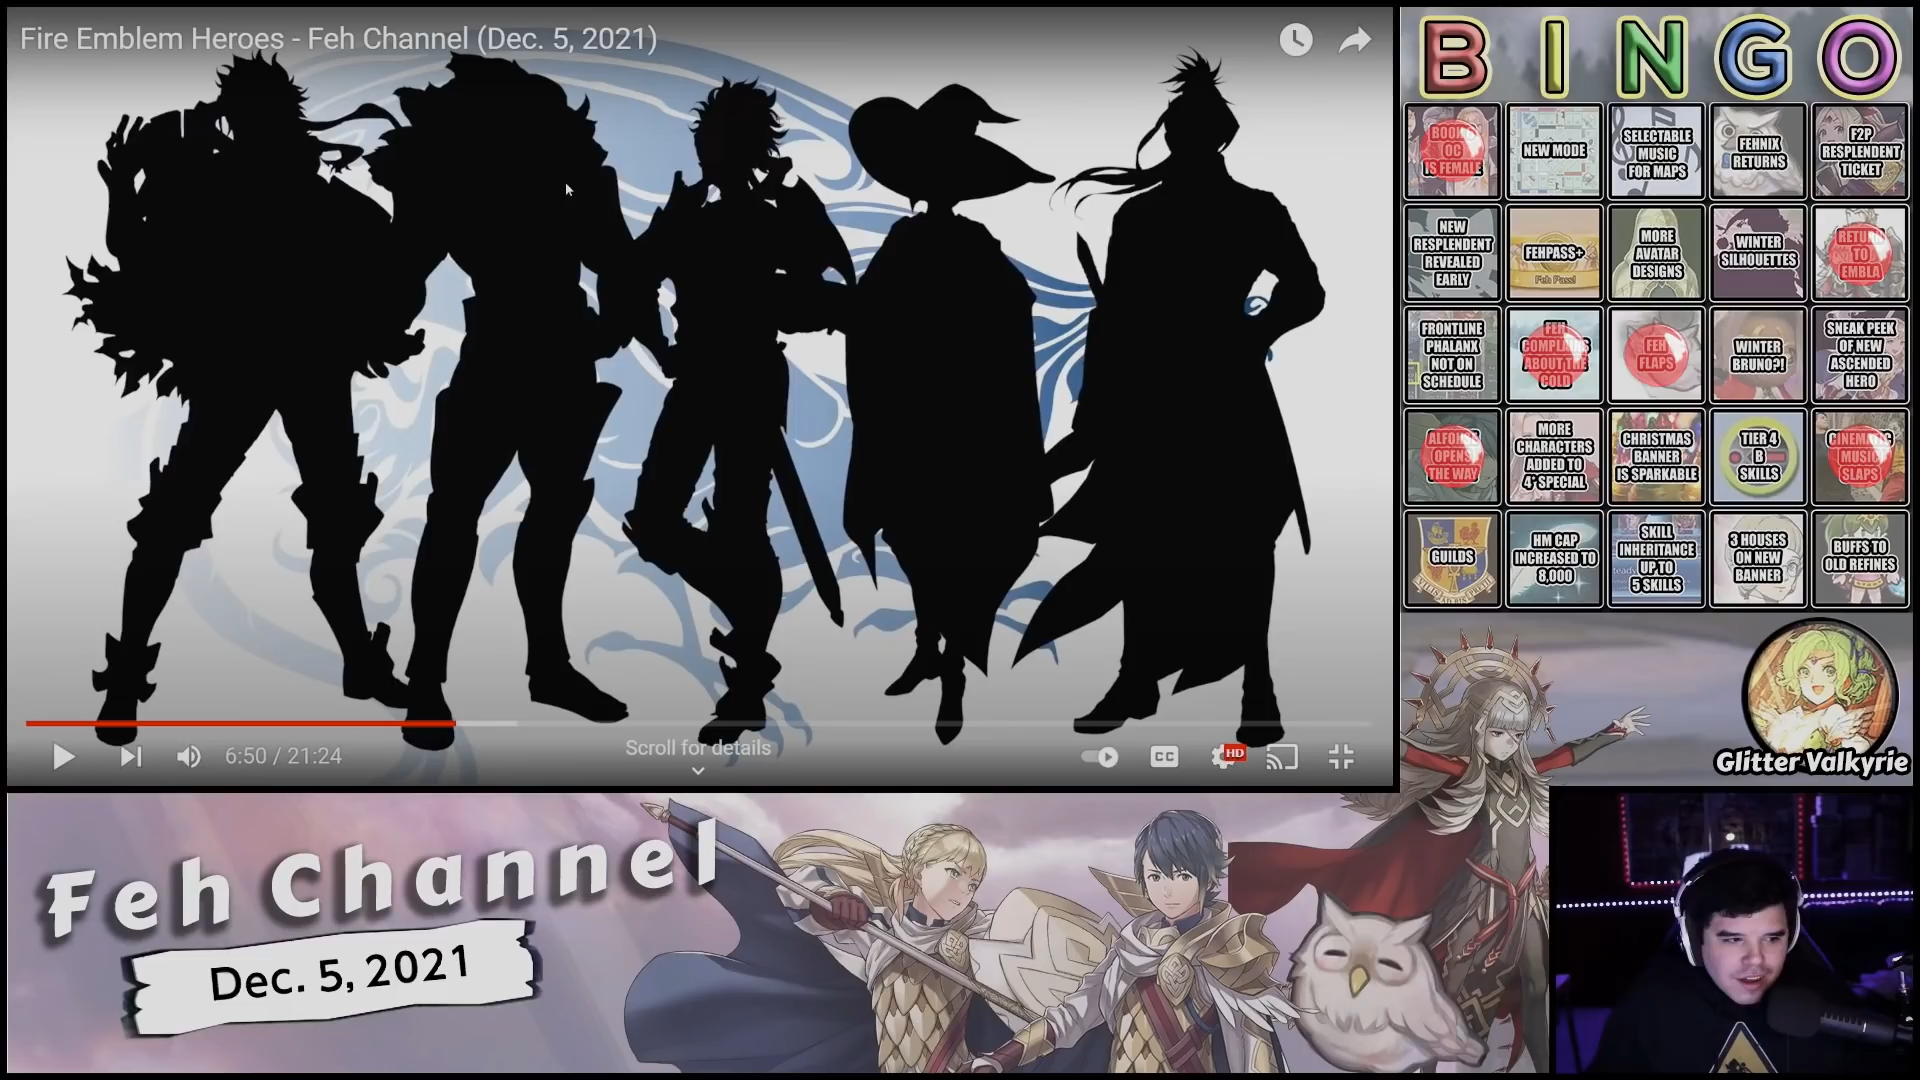 Fire Emblem Heroes - Feh Channel (Dec. 5, 2021)
BINGO
BOOK
OC
IS FEMALE
NEW MODE
SELECTABLE
MUSIC
FOR MAPS
FEHNIX
RETURNS
F2P
RESPLENDENT
TICKET
NEW
RESPLENDENT
REVEALED
EARLY
FEHPASS+
Feh Pass!
MORE
AVATAR
DESIGNS
WINTER
SILHOUETTES
RETURN
TO
EMBLA
FRONTLINE
PHALANX
NOT ON
SCHEDULE
FEH
COMPLAINS
ABOUT THE
COLD
FEH
FLAPS
WINTER
BRUNO?!
SNEAK PEEK
OF NEW
ASCENDED
HERO
ALFONSE
OPENS
THE WAY
MORE
CHARACTERS
ADDED TO
4* SPECIAL
CHRISTMAS
BANNER
IS SPARKABLE
TIER 4
B
SKILLS
CINEMATIC
MUSIC
SLAPS
GUILDS
HM CAP
INCREASED TO
8,000
SKILL
INHERITANCE
UP TO
5 SKILLS
3 HOUSES
ON NEW
BANNER
BUFFS TO
OLD REFINES
6:50 / 21:24
Scroll for details
CC
HD
Glitter Valkyrie
Feh Channel
Dec. 5, 2021